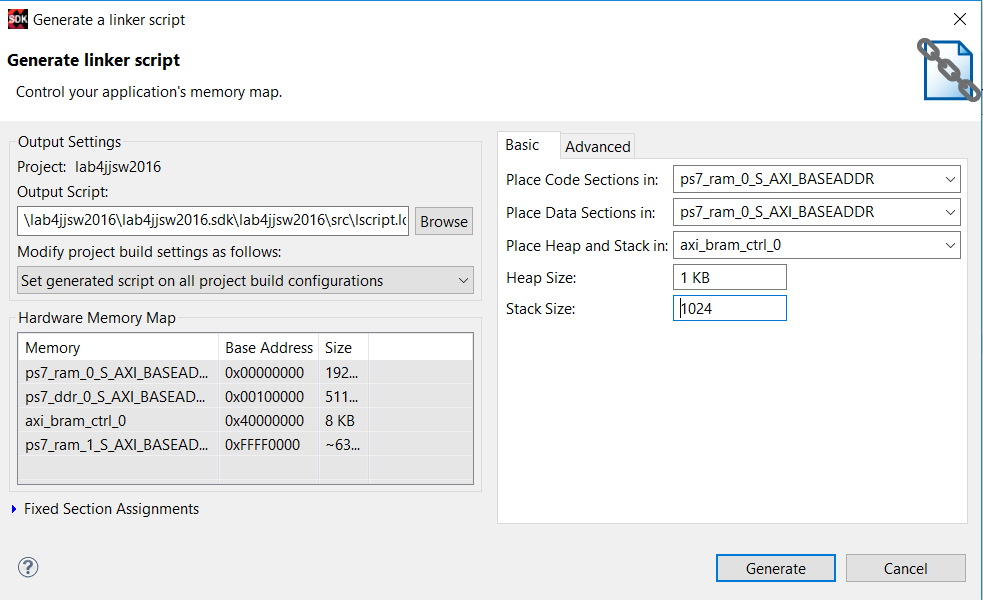 SDK Generate a linker script
Generate linker script
Control your application's memory map.
Output Settings
Project: lab4jjsw2016
Output Script:
\lab4jjsw2016\lab4jjsw2016.sdk\lab4jjsw2016\src\lscript.lc Browse
Modify project build settings as follows:
Set generated script on all project build configurations
Hardware Memory Map
Memory Base Address Size
ps7_ram_0_S_AXI_BASEAD... 0x00000000 192...
ps7_ddr_0_S_AXI_BASEAD... 0x00100000 511...
axi_bram_ctrl_0 0x40000000 8 KB
ps7_ram_1_S_AXI_BASEAD... 0xFFFF0000 ~63...
Fixed Section Assignments
Basic Advanced
Place Code Sections in: ps7_ram_0_S_AXI_BASEADDR
Place Data Sections in: ps7_ram_0_S_AXI_BASEADDR
Place Heap and Stack in: axi_bram_ctrl_0
Heap Size: 1 KB
Stack Size: 1024
? Generate Cancel